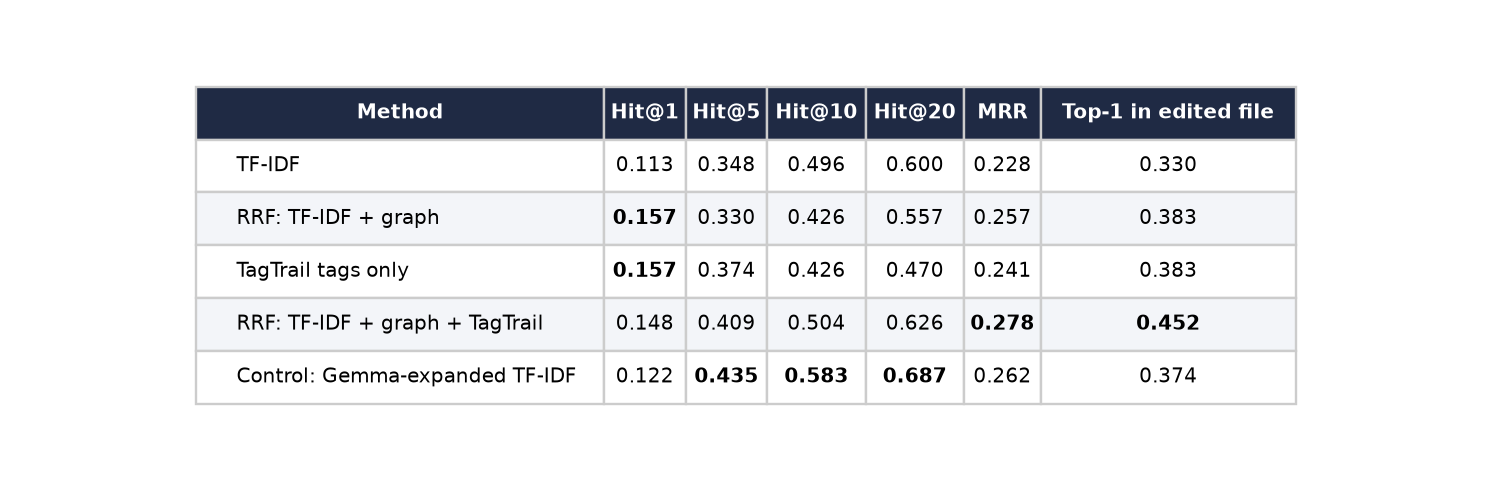 Method Hit@1 Hit@5 Hit@10 Hit@20 MRR Top-1 in edited file
TF-IDF 0.113 0.348 0.496 0.600 0.228 0.330
RRF: TF-IDF + graph 0.157 0.330 0.426 0.557 0.257 0.383
TagTrail tags only 0.157 0.374 0.426 0.470 0.241 0.383
RRF: TF-IDF + graph + TagTrail 0.148 0.409 0.504 0.626 0.278 0.452
Control: Gemma-expanded TF-IDF 0.122 0.435 0.583 0.687 0.262 0.374